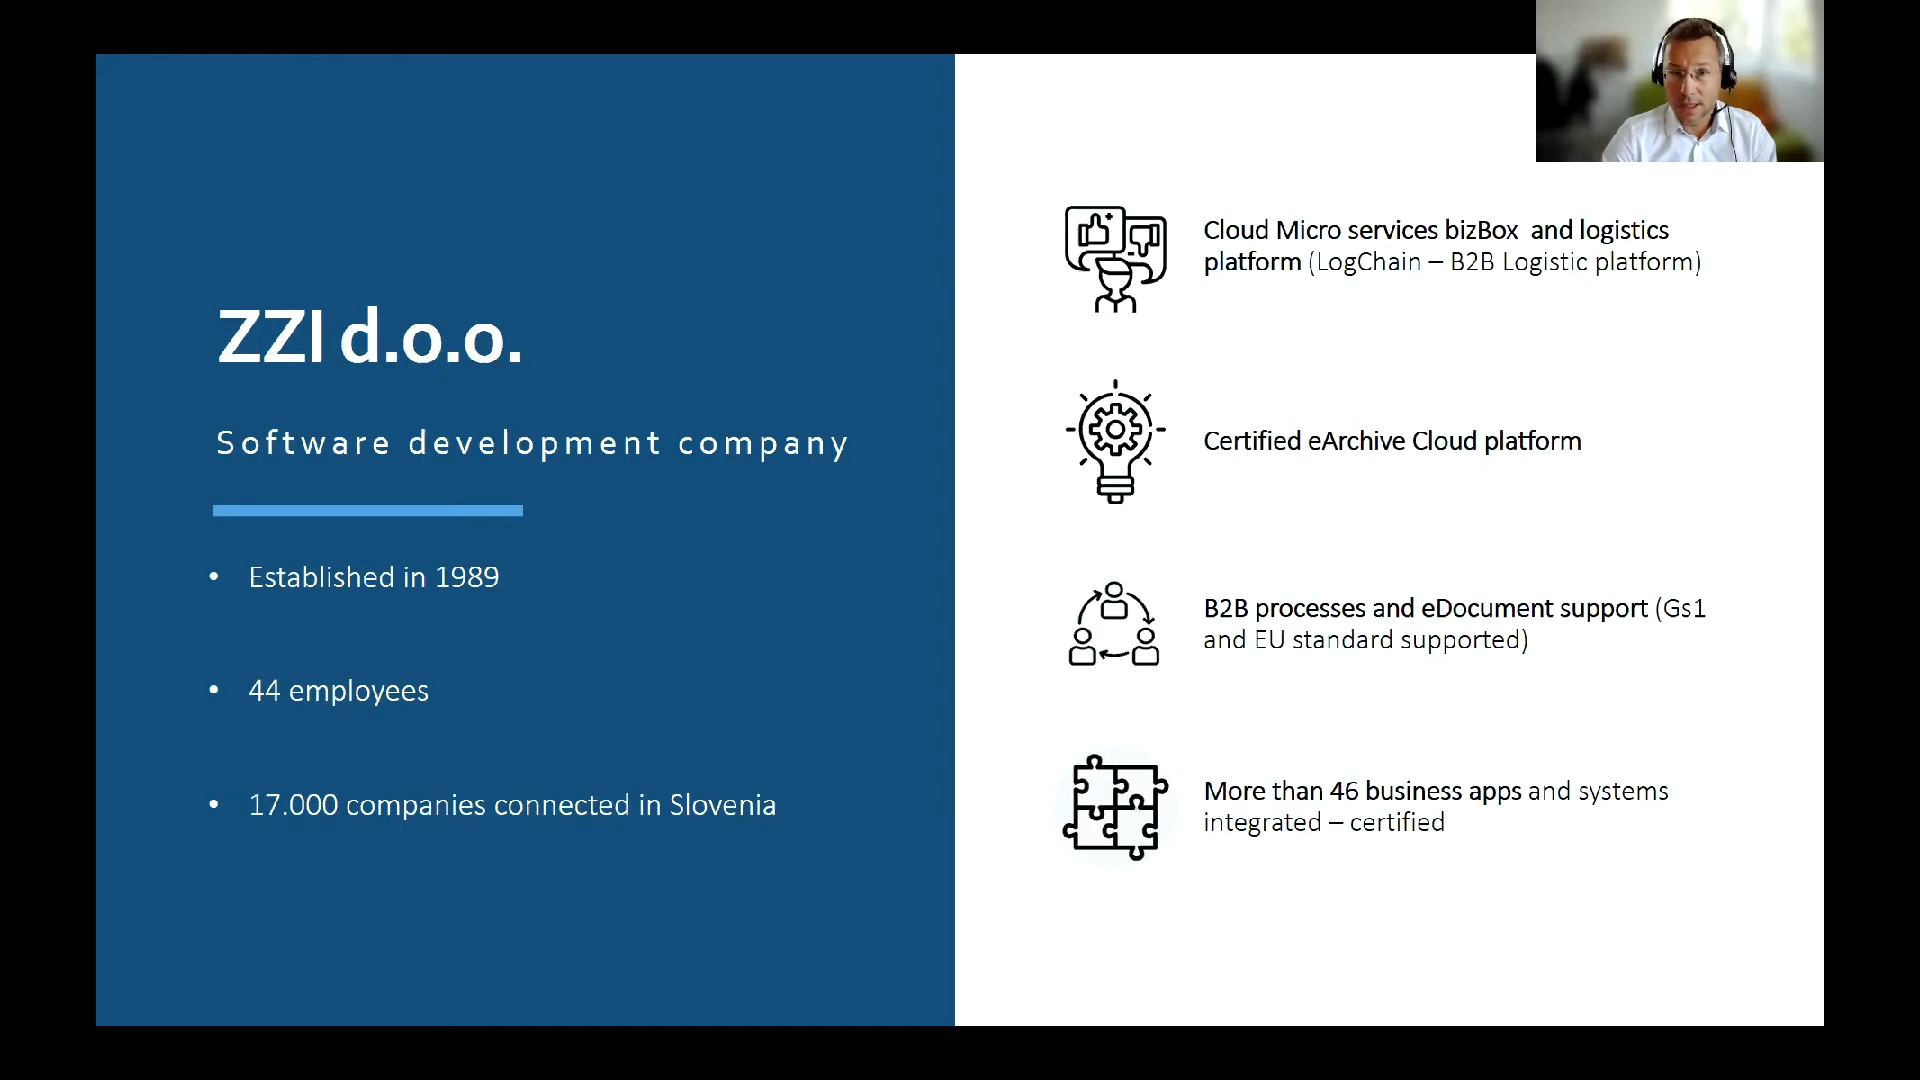 ZZI d.o.o.
Software development company
• Established in 1989
• 44 employees
• 17.000 companies connected in Slovenia
Cloud Micro services bizBox and logistics
platform (LogChain – B2B Logistic platform)
Certified eArchive Cloud platform
B2B processes and eDocument support (Gs1
and EU standard supported)
More than 46 business apps and systems
integrated – certified